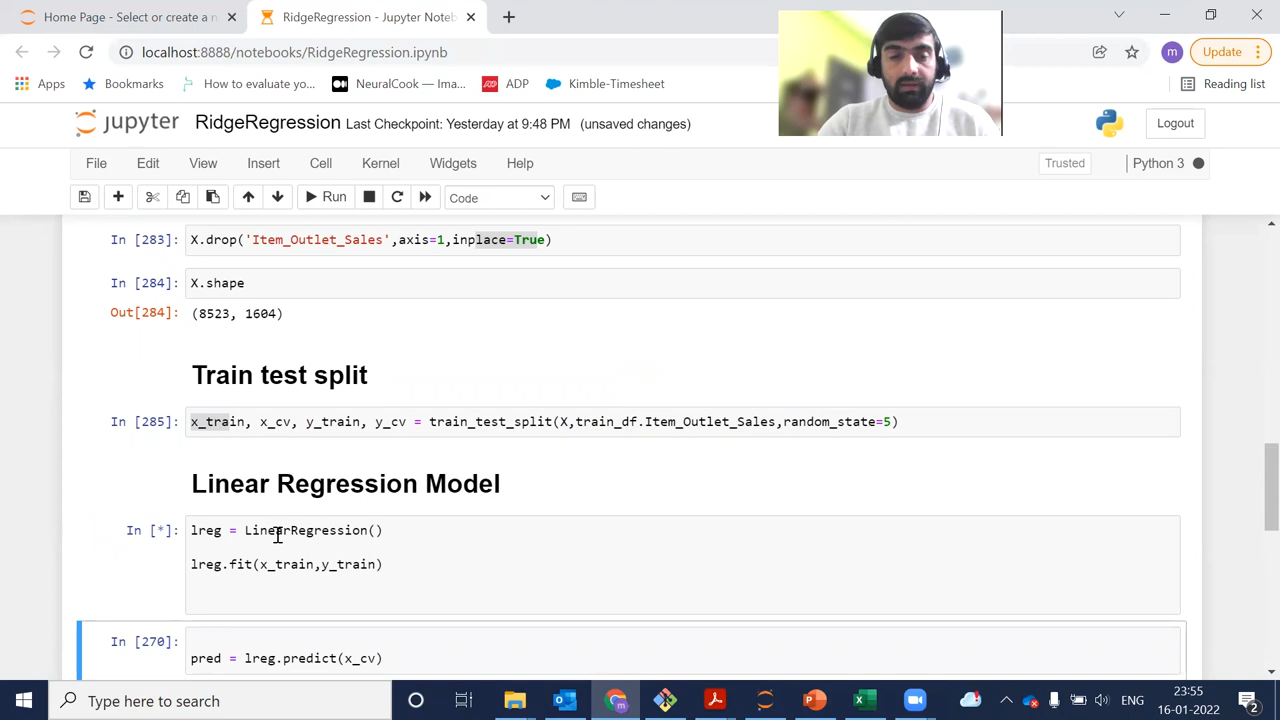 Home Page - Select or create a n
RidgeRegression - Jupyter Noteb
localhost:8888/notebooks/RidgeRegression.ipynb
m
Update
Apps
Bookmarks
How to evaluate you...
NeuralCook — Ima...
ADP
Kimble-Timesheet
Reading list
jupyter
RidgeRegression Last Checkpoint: Yesterday at 9:48 PM (unsaved changes)
Logout
File Edit View Insert Cell Kernel Widgets Help
Trusted
Python 3
Run
Code
In [283]: X.drop('Item_Outlet_Sales',axis=1,inplace=True)
In [284]: X.shape
Out[284]: (8523, 1604)
Train test split
In [285]: x_train, x_cv, y_train, y_cv = train_test_split(X,train_df.Item_Outlet_Sales,random_state=5)
Linear Regression Model
In [*]: lreg = LinearRegression()
lreg.fit(x_train,y_train)
In [270]:
pred = lreg.predict(x_cv)
Type here to search
ENG
23:55
16-01-2022
2